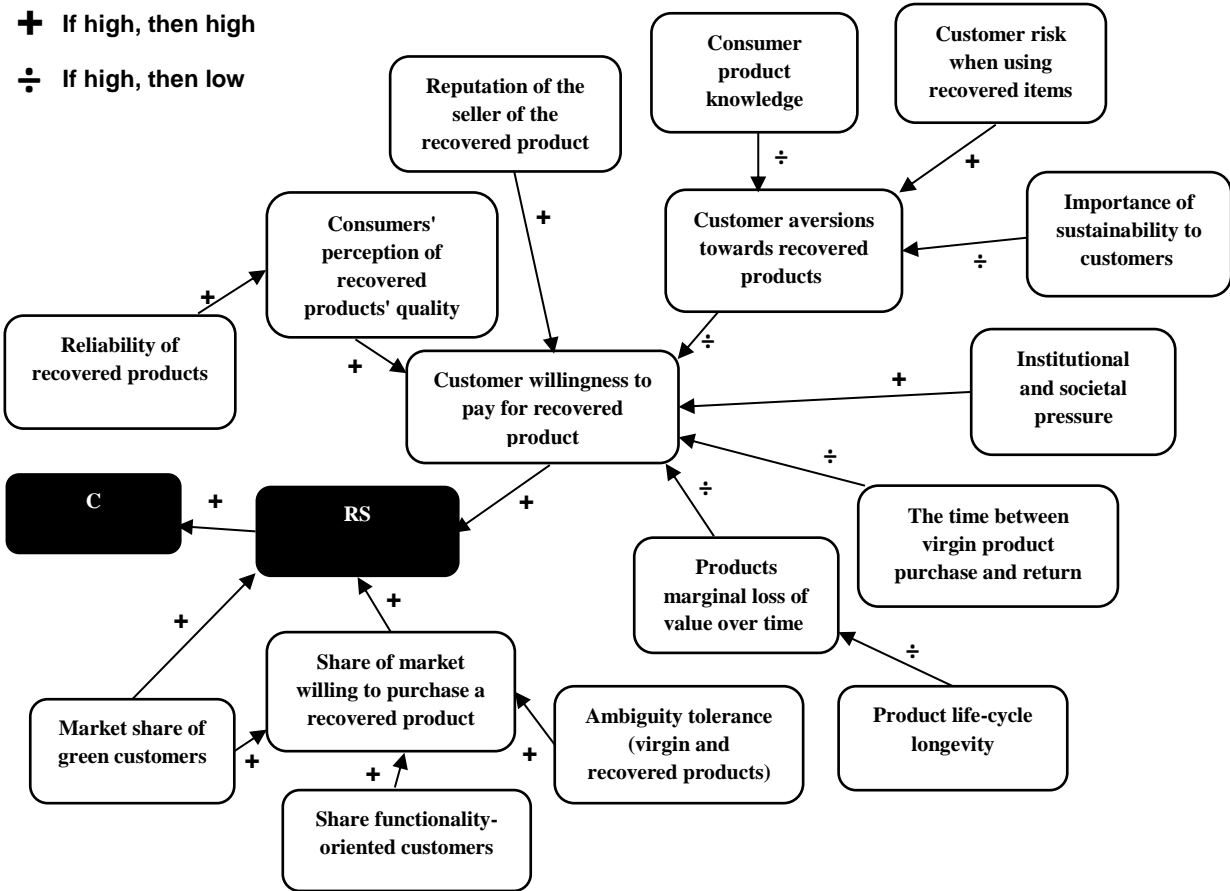 + If high, then high
÷ If high, then low
Reputation of the
seller of the
recovered product
Consumer
product
knowledge
Customer risk
when using
recovered items
+
÷
+
Consumers'
perception of
recovered
products' quality
Customer aversions
towards recovered
products
Importance of
sustainability to
customers
÷
+
Reliability of
recovered products
+
÷
Customer willingness to
pay for recovered
product
+
Institutional
and societal
pressure
÷
÷
C
+
RS
+
The time between
virgin product
purchase and return
Products
marginal loss of
value over time
+
+
÷
Share of market
willing to purchase a
recovered product
Market share of
green customers
+
+
+
Ambiguity tolerance
(virgin and
recovered products)
Product life-cycle
longevity
Share functionality-
oriented customers